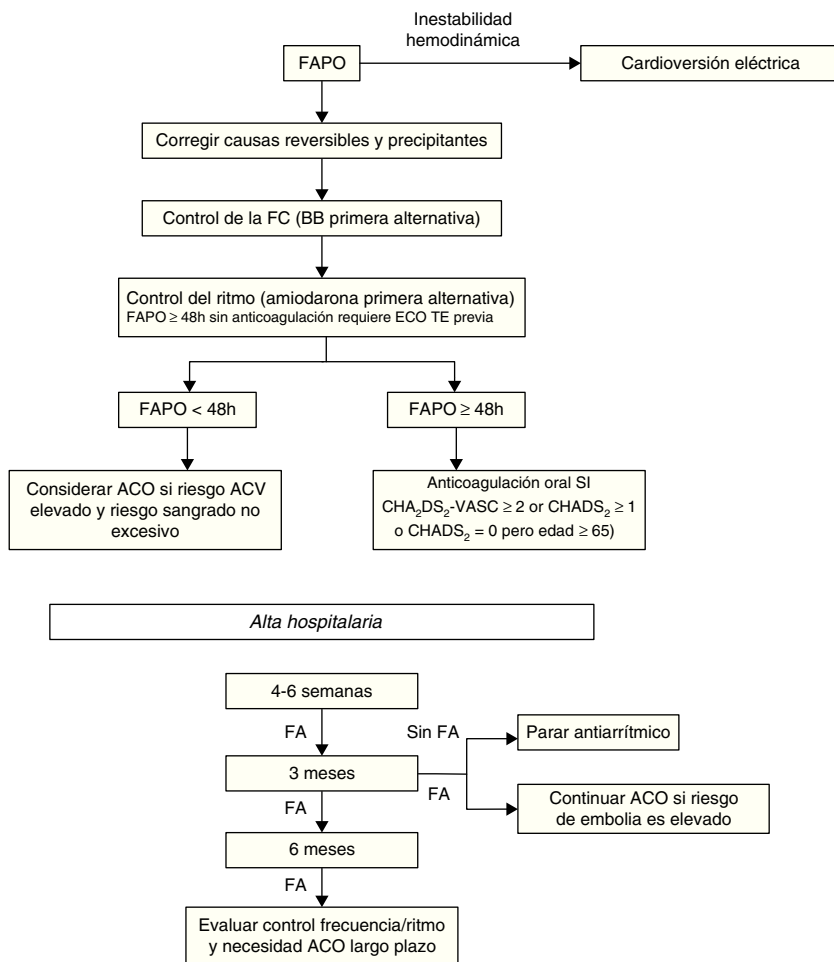 Inestabilidad
hemodinámica
FAPO
Cardioversión eléctrica
Corregir causas reversibles y precipitantes
Control de la FC (BB primera alternativa)
Control del ritmo (amiodarona primera alternativa)
FAPO ≥ 48h sin anticoagulación requiere ECO TE previa
FAPO < 48h
FAPO ≥ 48h
Considerar ACO si riesgo ACV
elevado y riesgo sangrado no
excesivo
Anticoagulación oral SI
CHA₂DS₂-VASC ≥ 2 or CHADS₂ ≥ 1
o CHADS₂ = 0 pero edad ≥ 65)
Alta hospitalaria
4-6 semanas
FA
Sin FA
Parar antiarrítmico
3 meses
FA
Continuar ACO si riesgo
de embolia es elevado
FA
6 meses
FA
Evaluar control frecuencia/ritmo
y necesidad ACO largo plazo